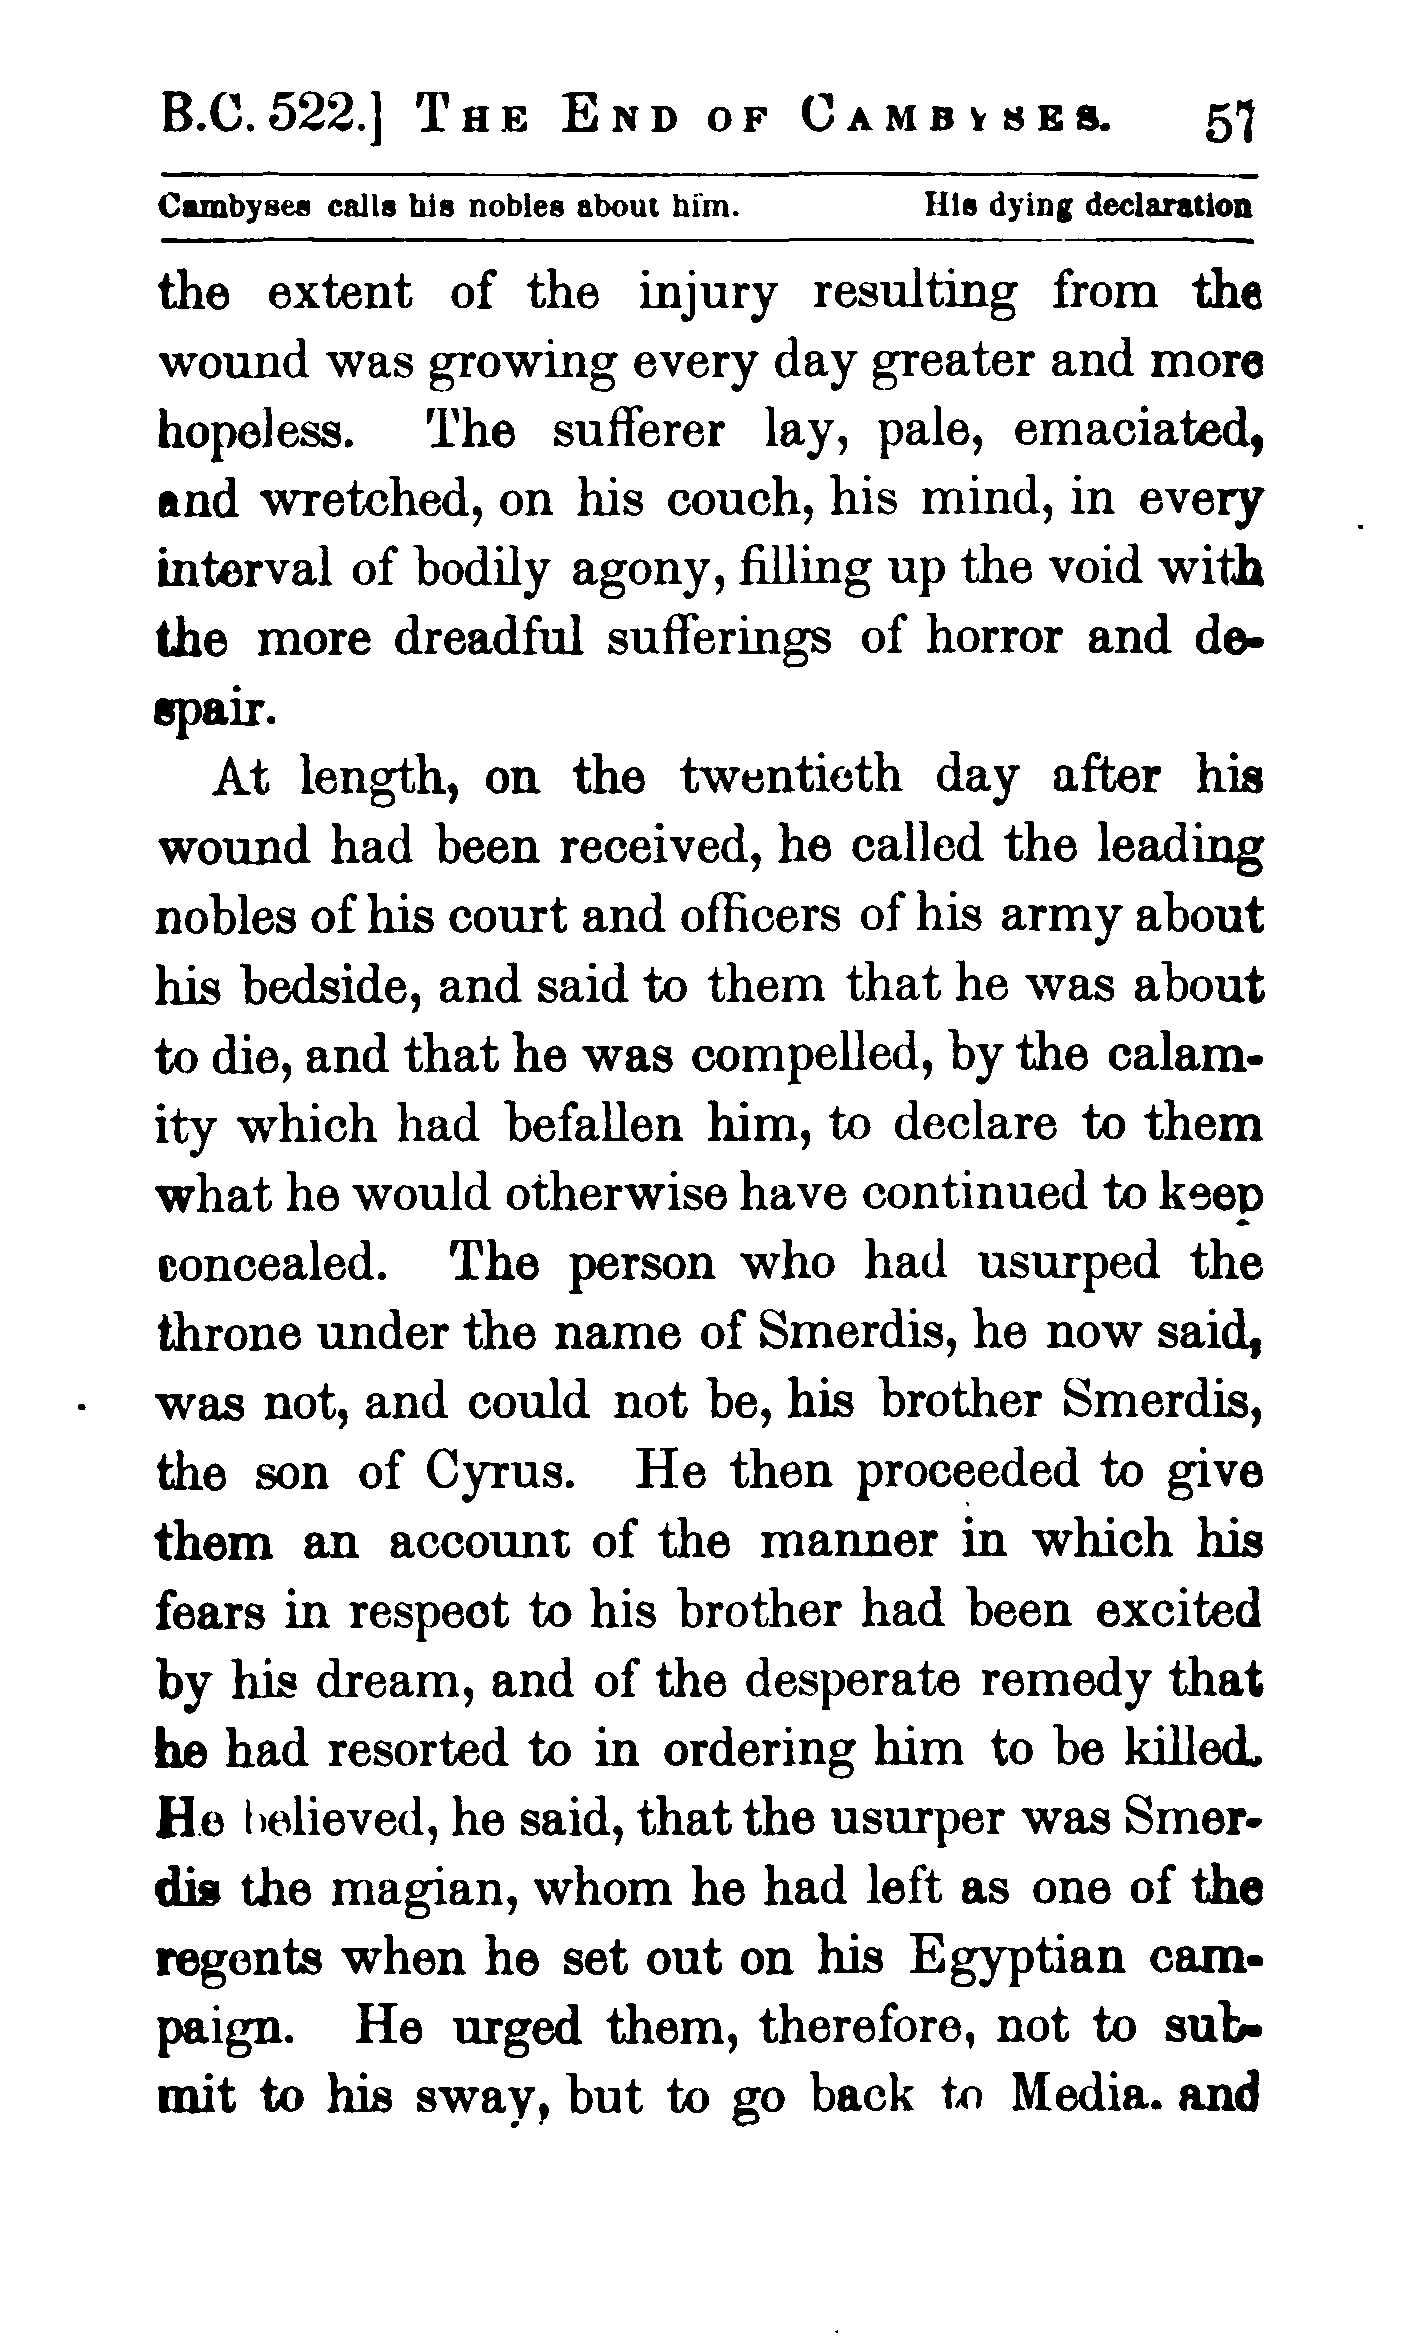 B.C. 522.] THE END OF CAMBYSES. 57
Cambyses calls his nobles about him. His dying declaration
the extent of the injury resulting from the
wound was growing every day greater and more
hopeless. The sufferer lay, pale, emaciated,
and wretched, on his couch, his mind, in every
interval of bodily agony, filling up the void with
the more dreadful sufferings of horror and de-
spair.
At length, on the twentieth day after his
wound had been received, he called the leading
nobles of his court and officers of his army about
his bedside, and said to them that he was about
to die, and that he was compelled, by the calam-
ity which had befallen him, to declare to them
what he would otherwise have continued to keep
concealed. The person who had usurped the
throne under the name of Smerdis, he now said,
was not, and could not be, his brother Smerdis,
the son of Cyrus. He then proceeded to give
them an account of the manner in which his
fears in respect to his brother had been excited
by his dream, and of the desperate remedy that
he had resorted to in ordering him to be killed.
He believed, he said, that the usurper was Smer-
dis the magian, whom he had left as one of the
regents when he set out on his Egyptian cam-
paign. He urged them, therefore, not to sub-
mit to his sway, but to go back to Media. and